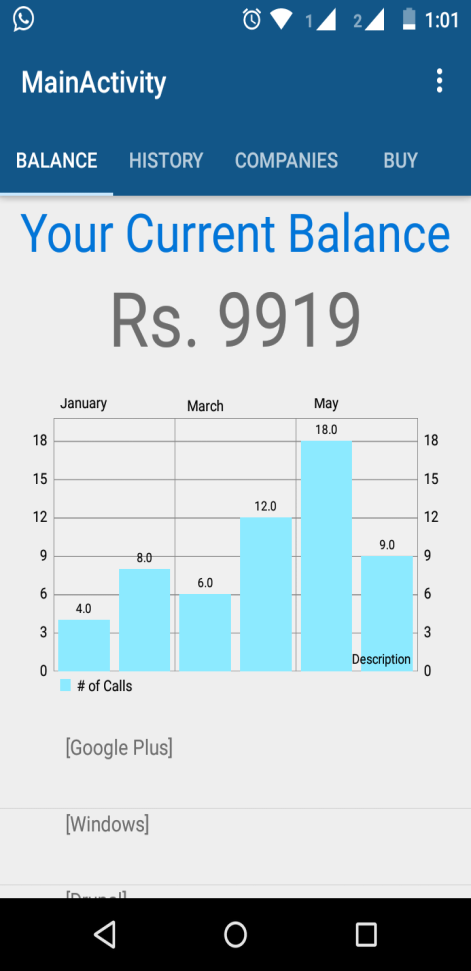 1 2 1:01
MainActivity
BALANCE HISTORY COMPANIES BUY
Your Current Balance
Rs. 9919
January March May
18 18.0 18
15 15
12 12.0 12
9 8.0 9.0 9
6 4.0 6.0 6
3 3
0 Description 0
# of Calls
[Google Plus]
[Windows]